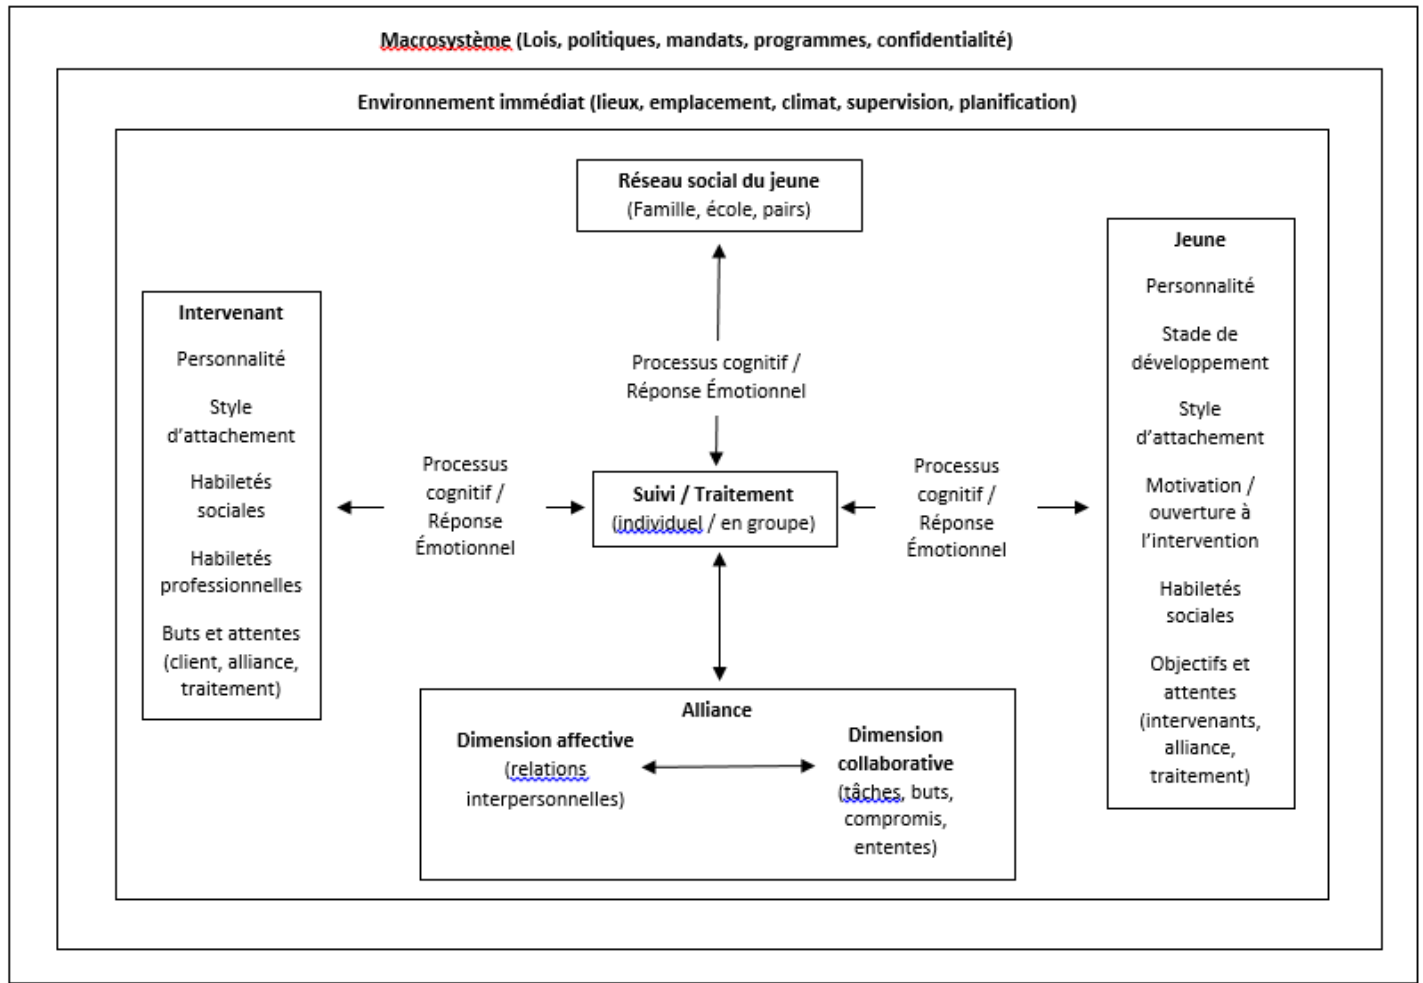 Macrosystème (Lois, politiques, mandats, programmes, confidentialité)
Environnement immédiat (lieux, emplacement, climat, supervision, planification)
Réseau social du jeune
(Famille, école, pairs)
Processus cognitif /
Réponse Émotionnel
Intervenant
Personnalité
Style
d’attachement
Habiletés
sociales
Habiletés
professionnelles
Buts et attentes
(client, alliance,
traitement)
Processus
cognitif /
Réponse
Émotionnel
Suivi / Traitement
(individuel / en groupe)
Processus
cognitif /
Réponse
Émotionnel
Jeune
Personnalité
Stade de
développement
Style
d’attachement
Motivation /
ouverture à
l’intervention
Habiletés
sociales
Objectifs et
attentes
(intervenants,
alliance,
traitement)
Alliance
Dimension affective
(relations
interpersonnelles)
Dimension
collaborative
(tâches, buts,
compromis,
ententes)